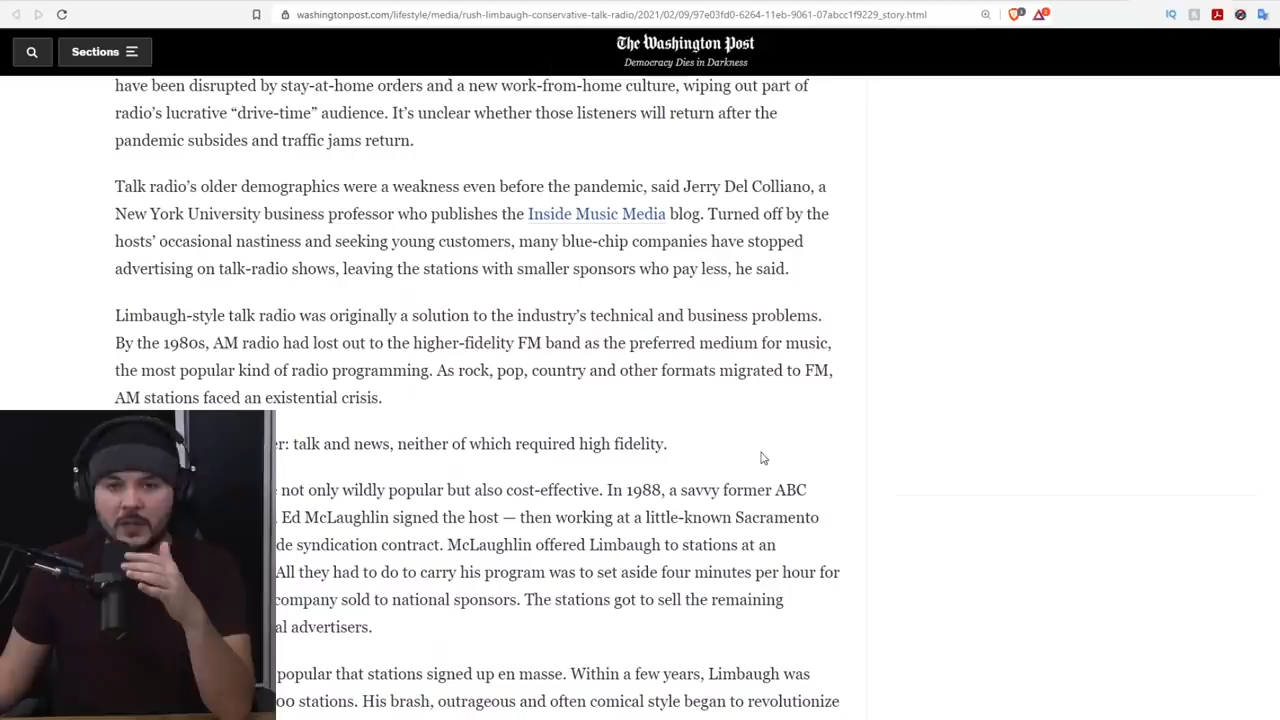 washingtonpost.com/lifestyle/media/rush-limbaugh-conservative-talk-radio/2021/02/09/97e03fd0-6264-11eb-9061-07abcc1f9229_story.html
IQ
Sections
The Washington Post
Democracy Dies in Darkness
have been disrupted by stay-at-home orders and a new work-from-home culture, wiping out part of
radio’s lucrative “drive-time” audience. It’s unclear whether those listeners will return after the
pandemic subsides and traffic jams return.
Talk radio’s older demographics were a weakness even before the pandemic, said Jerry Del Colliano, a
New York University business professor who publishes the Inside Music Media blog. Turned off by the
hosts’ occasional nastiness and seeking young customers, many blue-chip companies have stopped
advertising on talk-radio shows, leaving the stations with smaller sponsors who pay less, he said.
Limbaugh-style talk radio was originally a solution to the industry’s technical and business problems.
By the 1980s, AM radio had lost out to the higher-fidelity FM band as the preferred medium for music,
the most popular kind of radio programming. As rock, pop, country and other formats migrated to FM,
AM stations faced an existential crisis.
er: talk and news, neither of which required high fidelity.
not only wildly popular but also cost-effective. In 1988, a savvy former ABC
Ed McLaughlin signed the host — then working at a little-known Sacramento
de syndication contract. McLaughlin offered Limbaugh to stations at an
All they had to do to carry his program was to set aside four minutes per hour for
company sold to national sponsors. The stations got to sell the remaining
al advertisers.
popular that stations signed up en masse. Within a few years, Limbaugh was
00 stations. His brash, outrageous and often comical style began to revolutionize